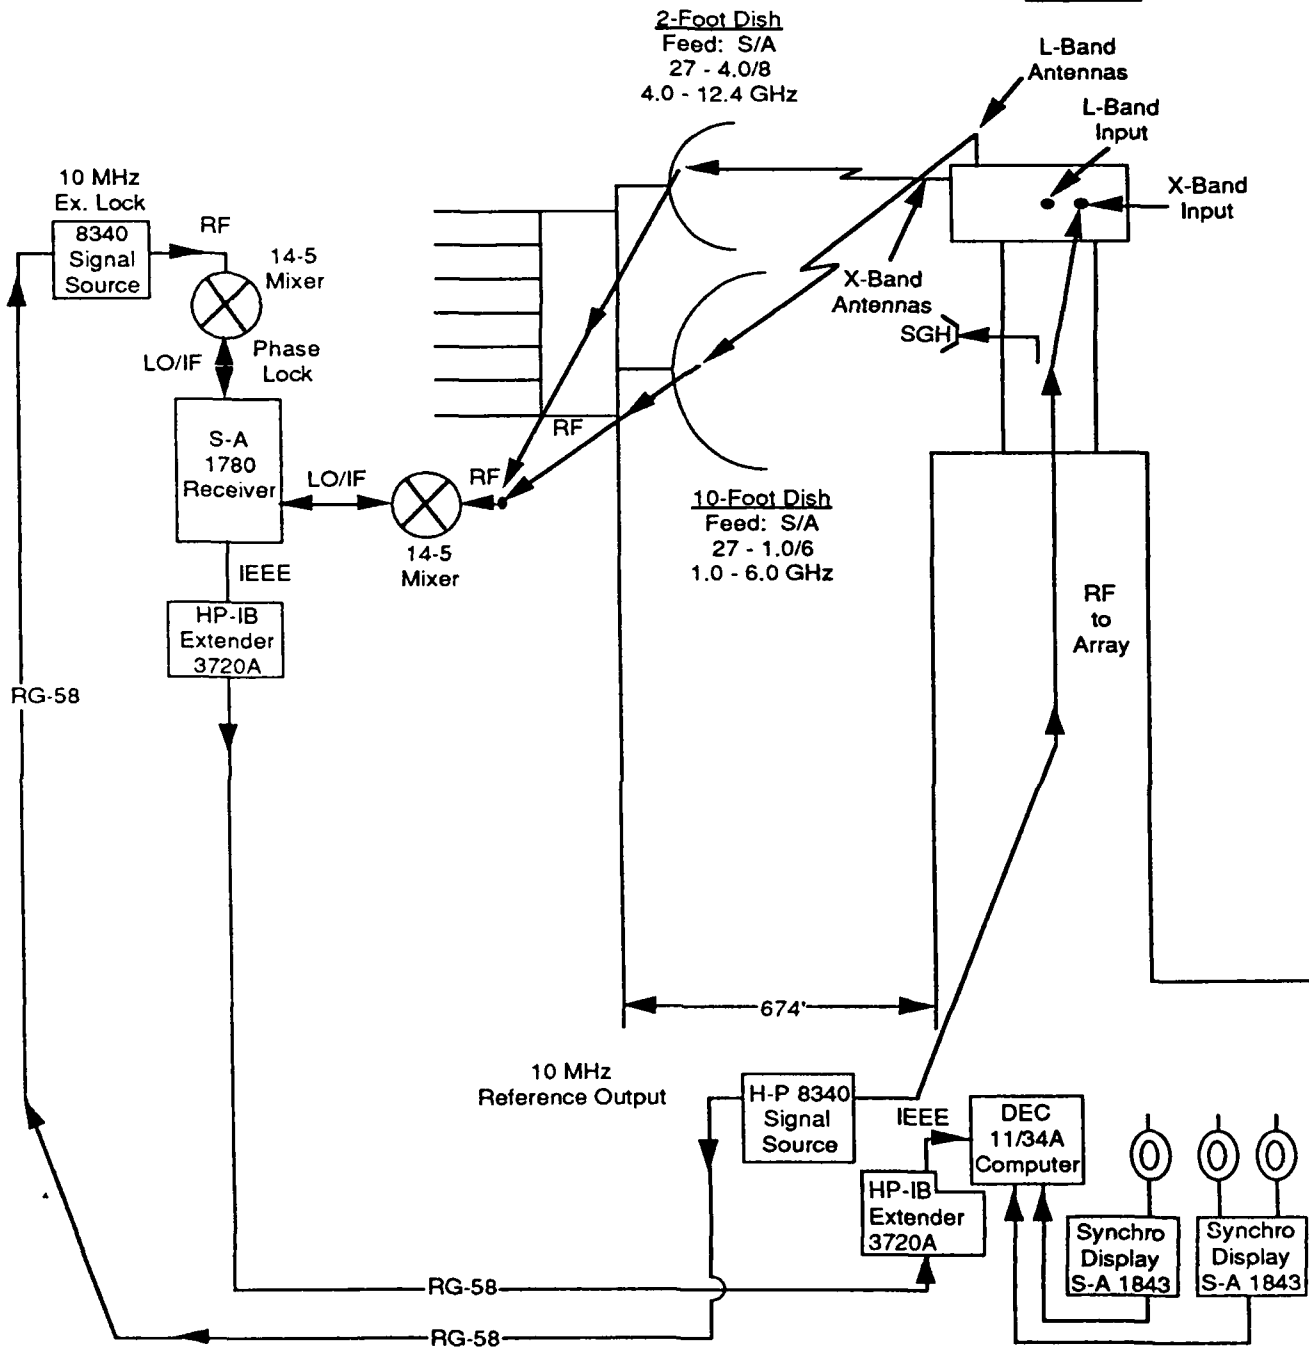 2-Foot Dish
Feed: S/A
27 - 4.0/8
4.0 - 12.4 GHz
L-Band
Antennas
L-Band
Input
X-Band
Input
10 MHz
Ex. Lock
8340
Signal
Source
RF
14-5
Mixer
X-Band
Antennas
SGH
LO/IF
Phase
Lock
S-A
1780
Receiver
LO/IF
RF
RF
14-5
Mixer
10-Foot Dish
Feed: S/A
27 - 1.0/6
1.0 - 6.0 GHz
IEEE
HP-IB
Extender
3720A
RF
to
Array
RG-58
674'
10 MHz
Reference Output
H-P 8340
Signal
Source
IEEE
DEC
11/34A
Computer
HP-IB
Extender
3720A
Synchro
Display
S-A 1843
Synchro
Display
S-A 1843
RG-58
RG-58